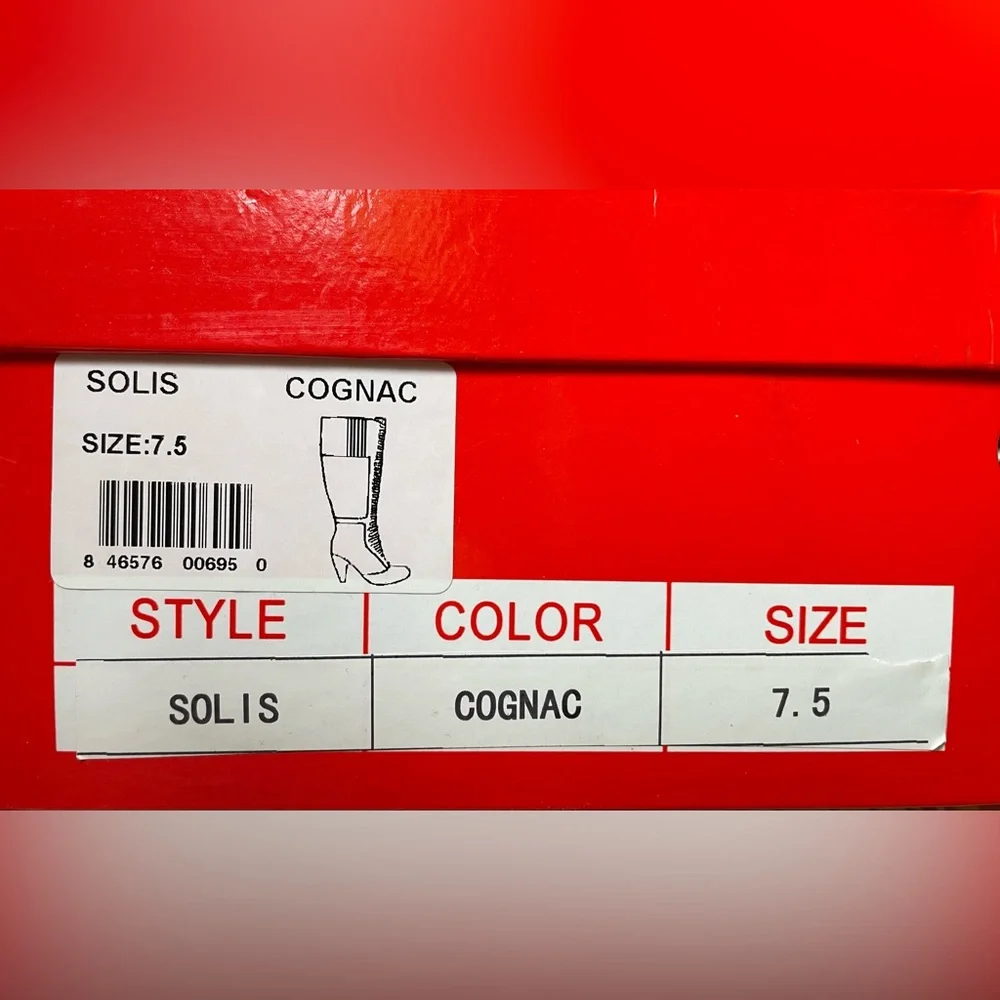 SOLIS COGNAC
SIZE:7.5
8 46576 00695 0
STYLE COLOR SIZE
SOLIS COGNAC 7.5